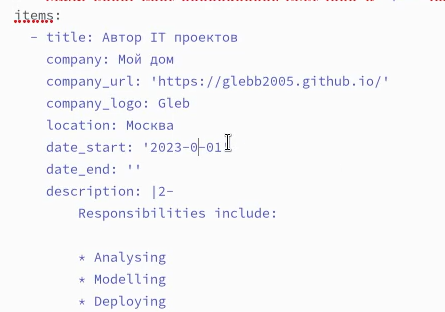 items:
- title: Автор IT проектов
company: Мой дом
company_url: 'https://glebb2005.github.io/'
company_logo: Gleb
location: Москва
date_start: '2023-0-01'
date_end: ''
description: |2-
Responsibilities include:
* Analysing
* Modelling
* Deploying